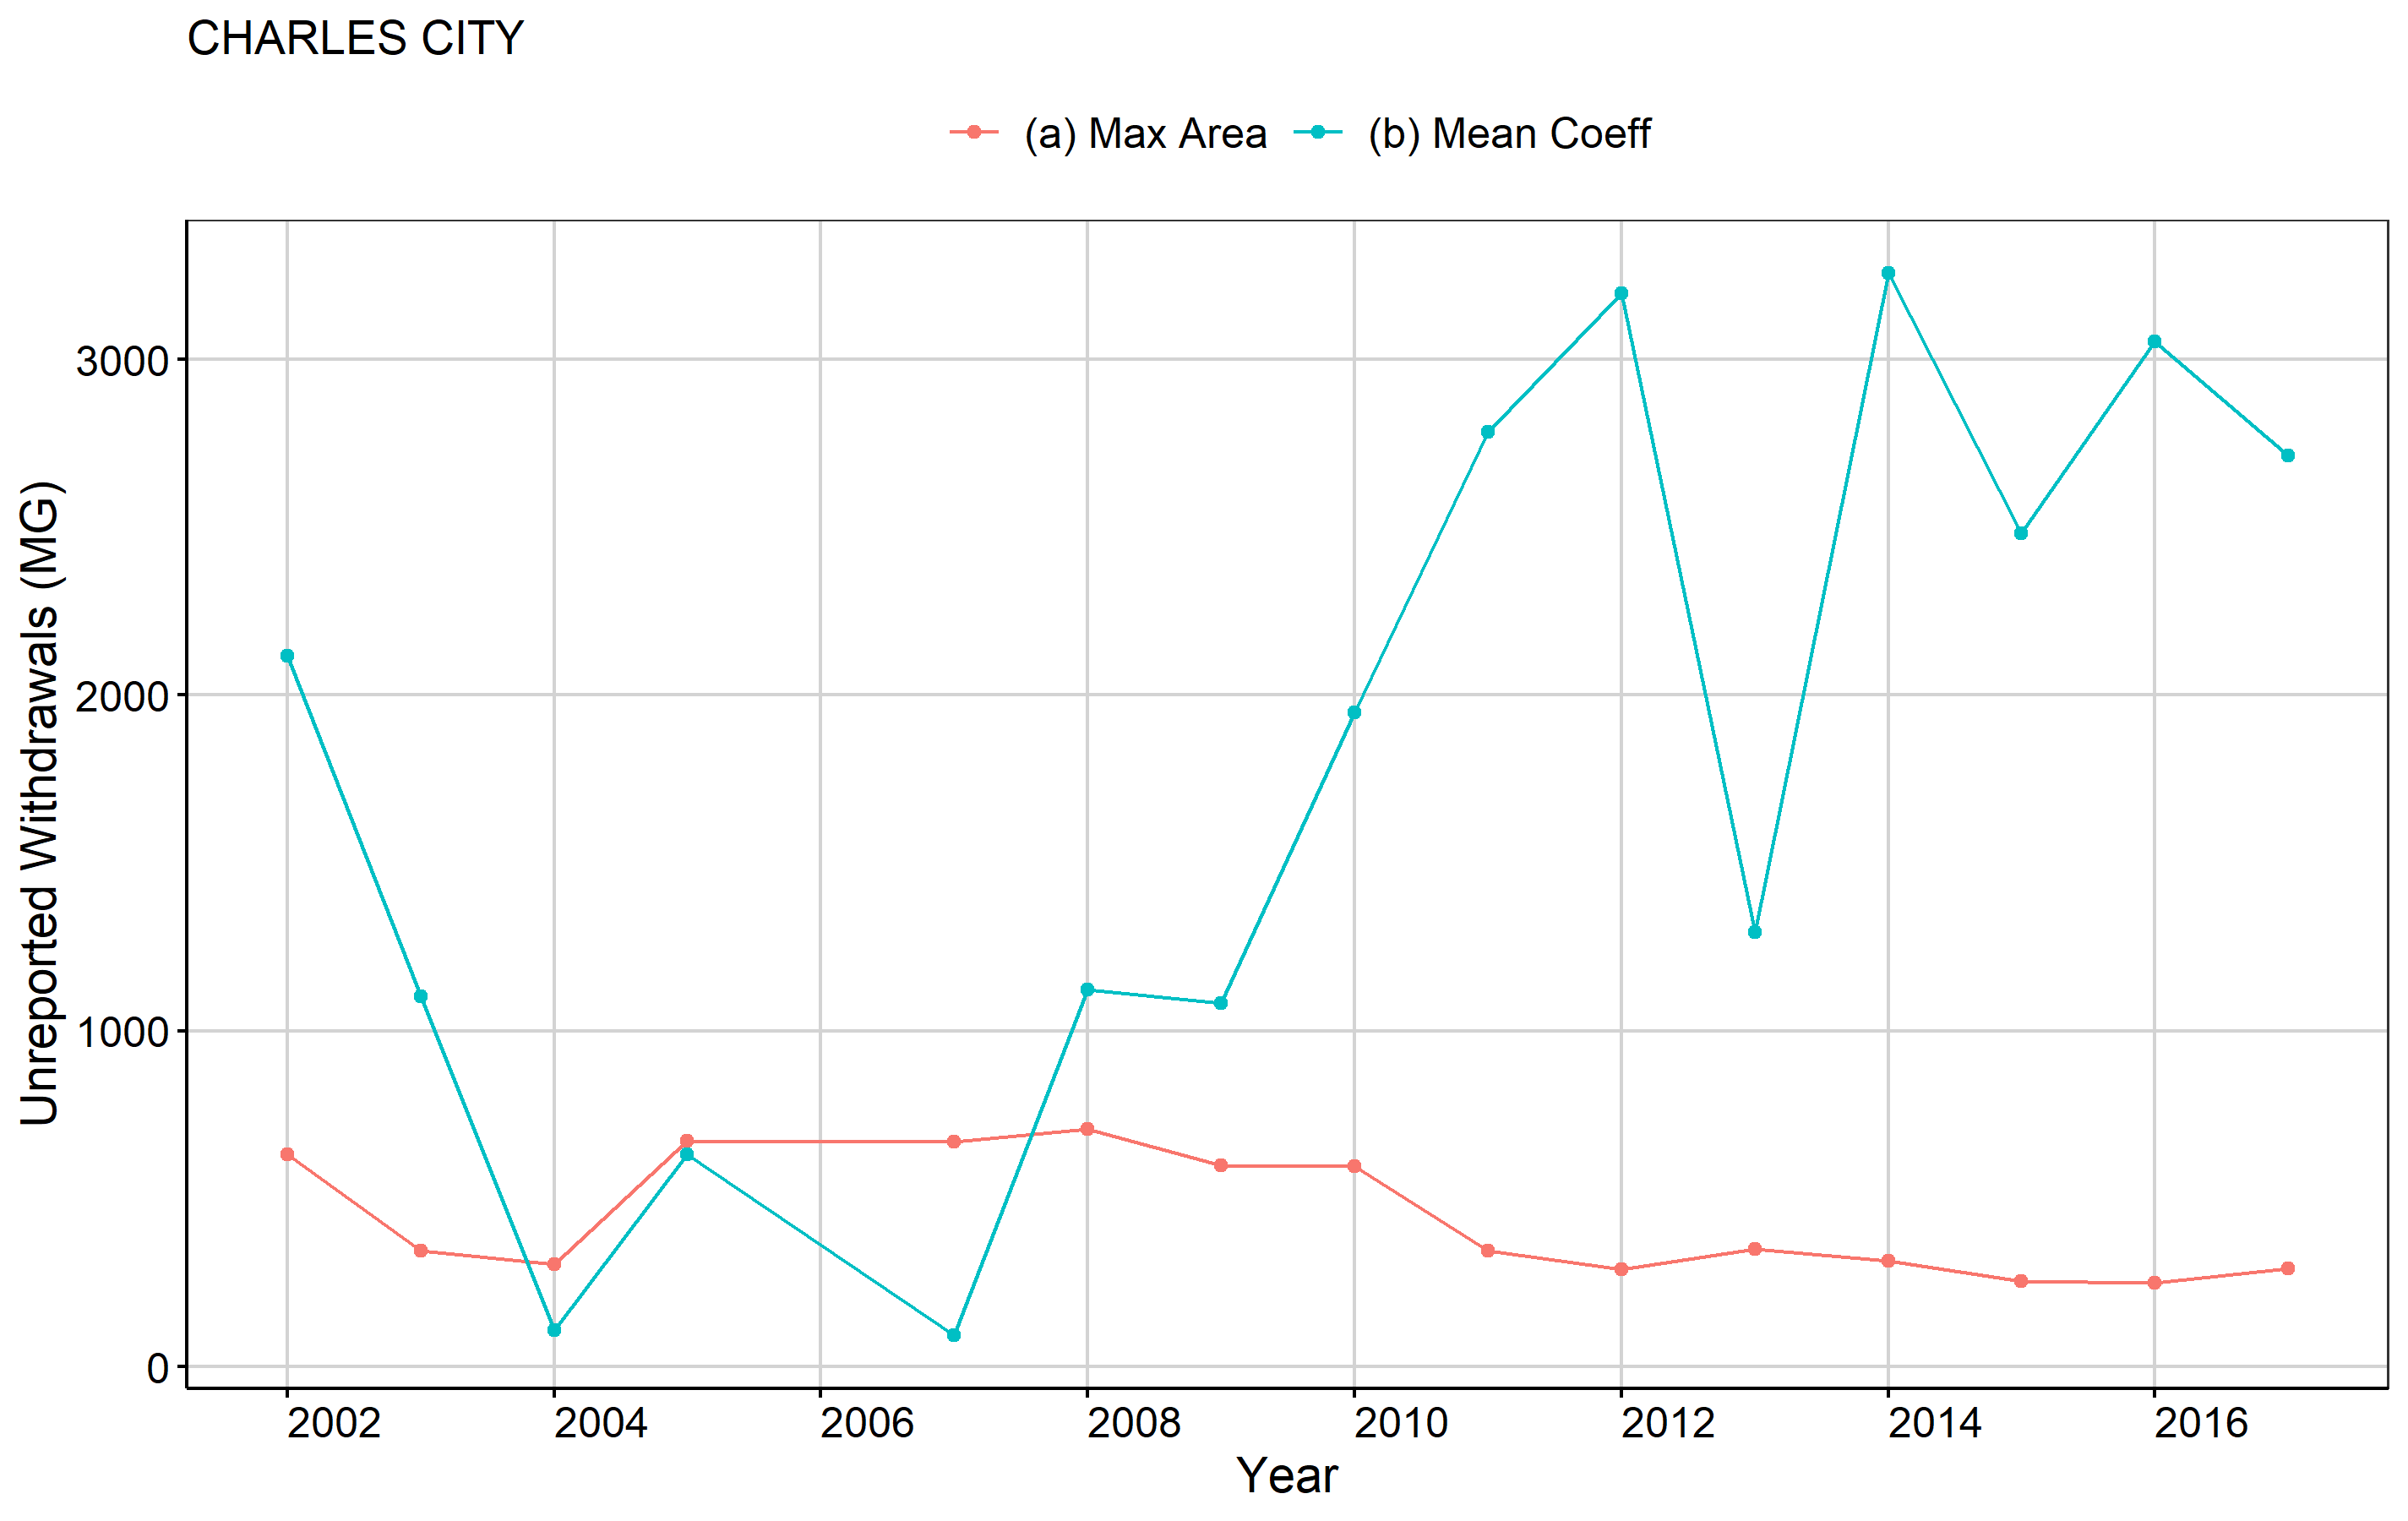 CHARLES CITY
(a) Max Area (b) Mean Coeff
Unreported Withdrawals (MG)
3000
2000
1000
0
2002 2004 2006 2008 2010 2012 2014 2016
Year